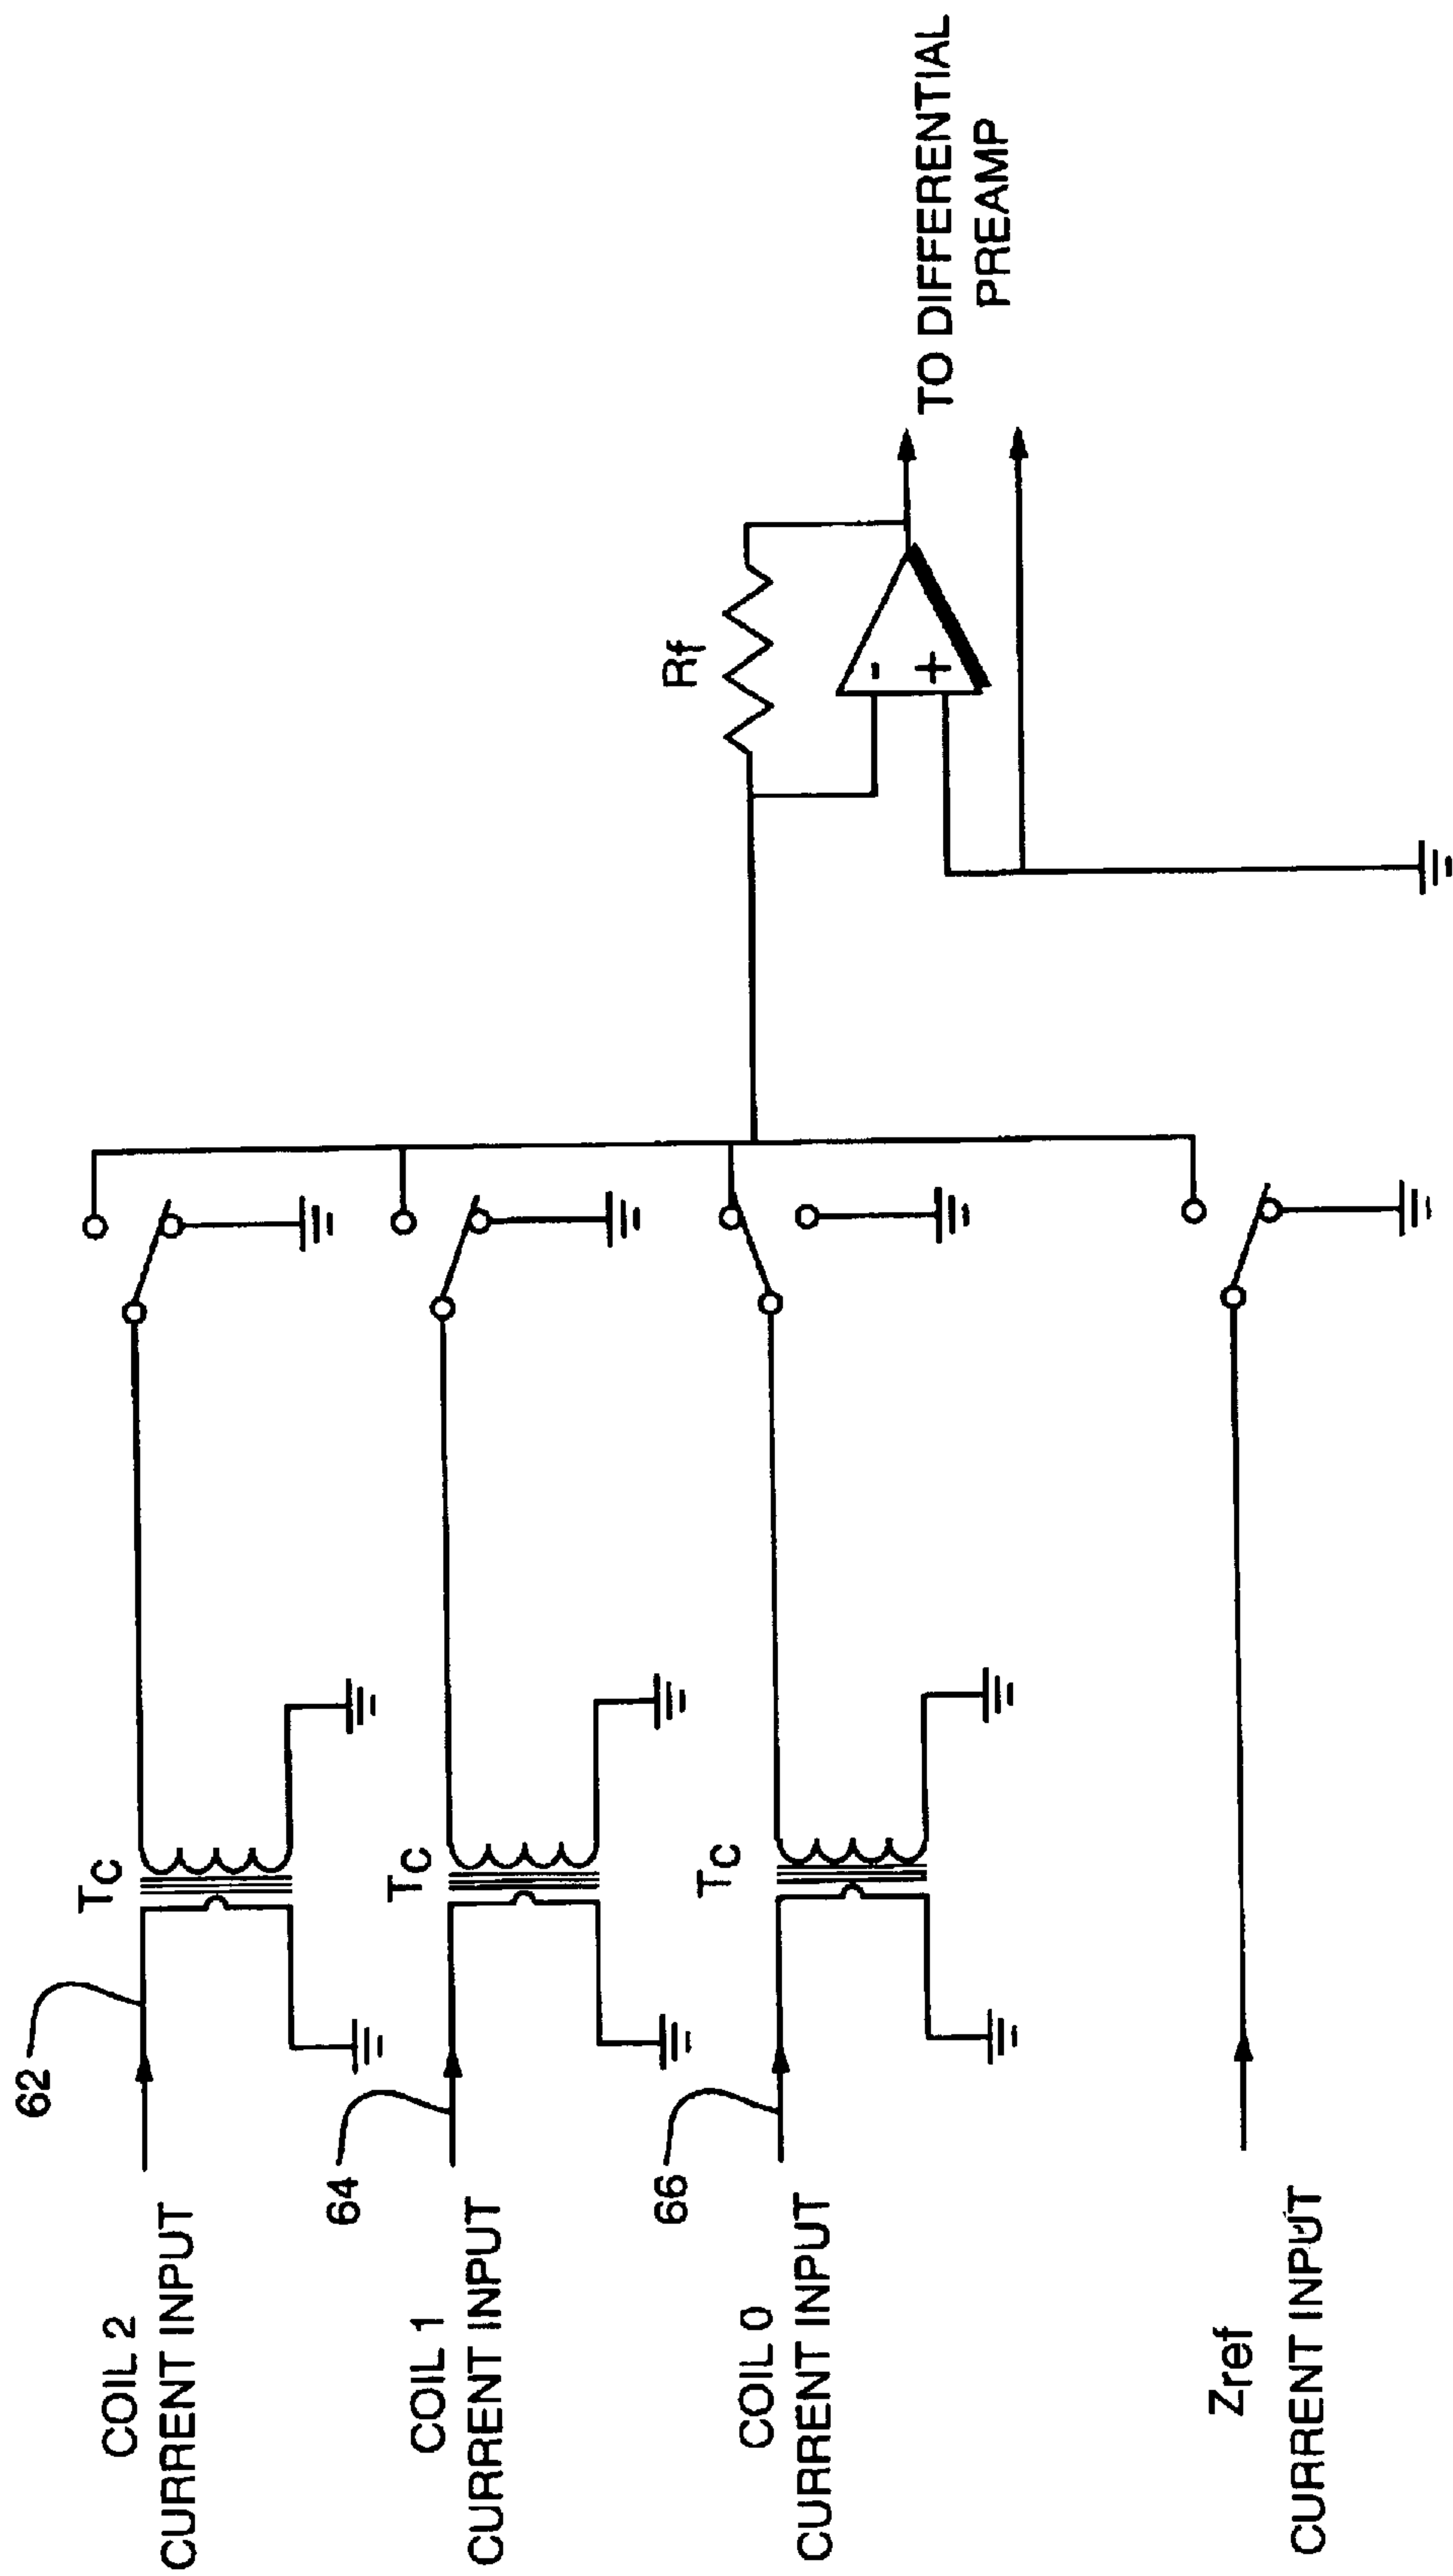 62
COIL 2
CURRENT INPUT
TC
64
COIL 1
CURRENT INPUT
TC
66
COIL 0
CURRENT INPUT
TC
Zref
CURRENT INPUT
Rf
-
+
TO DIFFERENTIAL
PREAMP